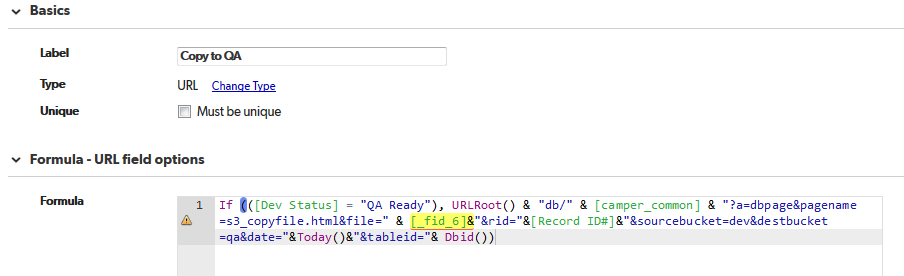 Basics
Label Copy to QA
Type URL Change Type
Unique Must be unique
Formula - URL field options
Formula
1 If (([Dev Status] = "QA Ready"), URLRoot() & "db/" & [camper_common] & "?a=dbpage&pagename
=s3_copyfile.html&file=" & [_fid_6]&"&rid="&[Record ID#]&"&sourcebucket=dev&destbucket
=qa&date="&Today()&"&tableid="& Dbid())